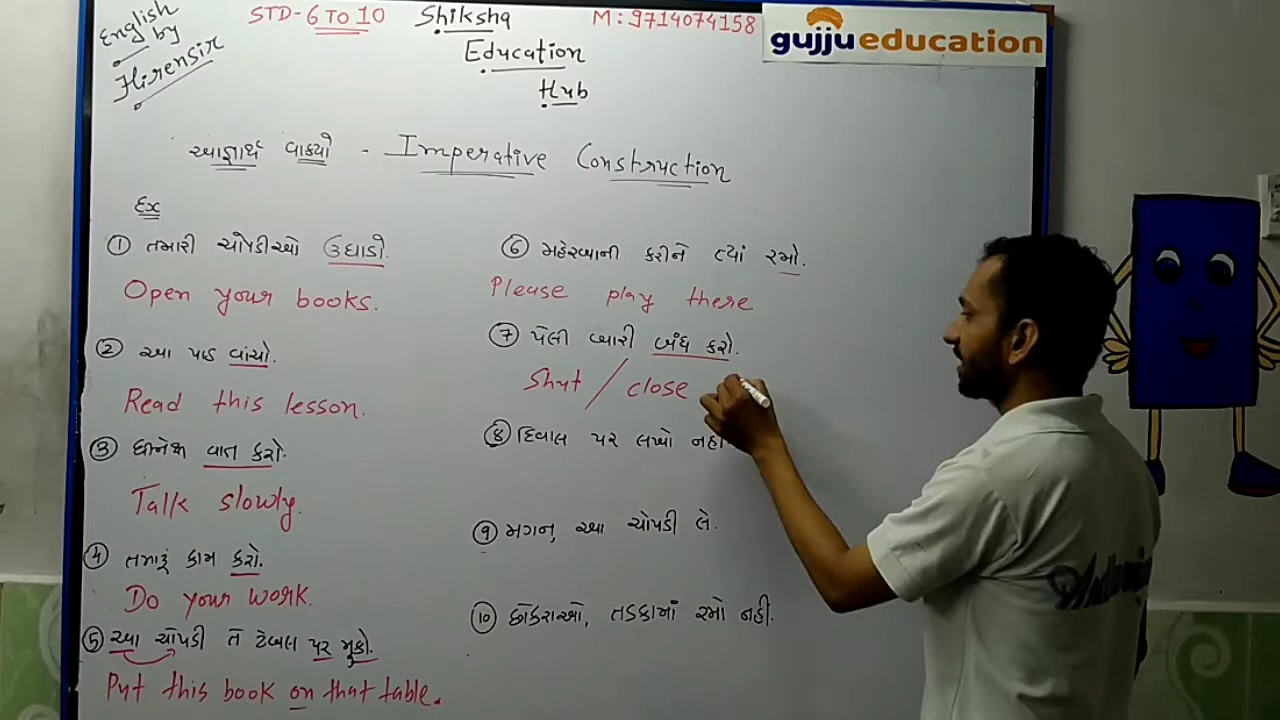 English by Hirensir
STD-6 TO 10
Shiksha
Education
Hub
M: 9714074158
gujjueducation
આજ્ઞાર્થ વાક્યો - Imperative Construction
Ex
① તમારી ચોપડીઓ ઉઘાડો.
Open your books.
② આ પાઠ વાંચો.
Read this lesson.
③ ધીમેથી વાત કરો.
Talk slowly.
④ તમારું કામ કરો.
Do your work.
⑤ આ ચોપડી તે ટેબલ પર મૂકો.
Put this book on that table.
⑥ મહેરબાની કરીને ત્યાં રમો.
Please play there
⑦ પેલી બારી બંધ કરો.
Shut / close
⑧ દિવાલ પર લખો નહી
⑨ મગન, આ ચોપડી લે.
⑩ છોકરાઓ, તડકામાં રમો નહી.